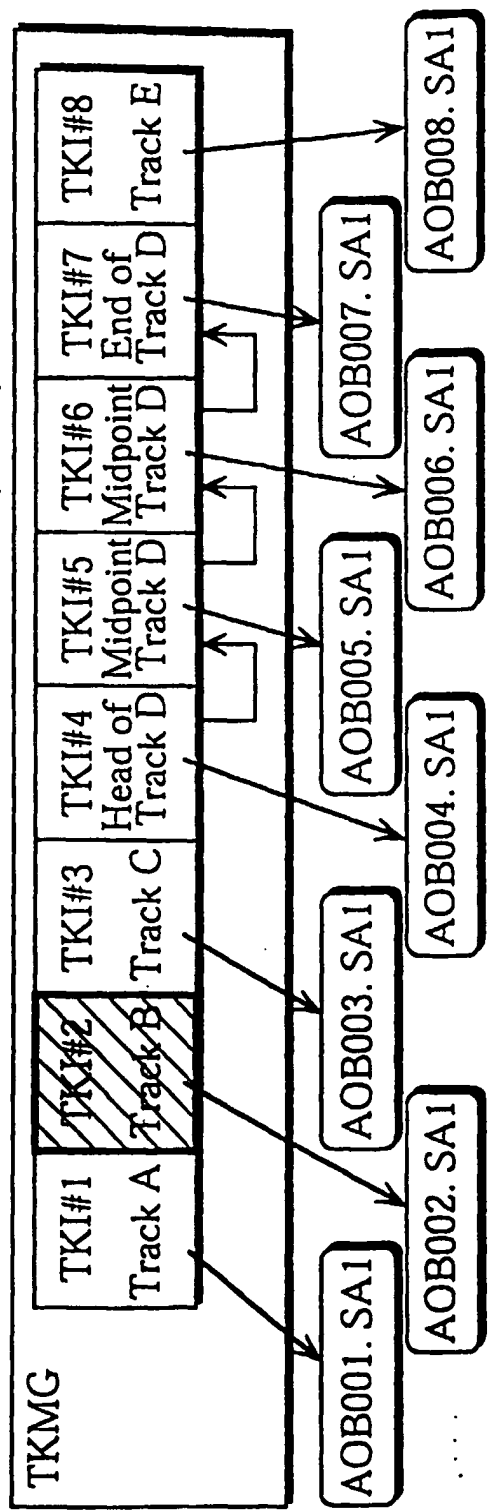 TKMG
TKI#1
Track A
TKI#2
Track B
TKI#3
Track C
TKI#4
Head of
Track D
TKI#5
Midpoint
Track D
TKI#6
Midpoint
Track D
TKI#7
End of
Track D
TKI#8
Track E
AOB001. SA1
AOB002. SA1
AOB003. SA1
AOB004. SA1
AOB005. SA1
AOB006. SA1
AOB007. SA1
AOB008. SA1
....